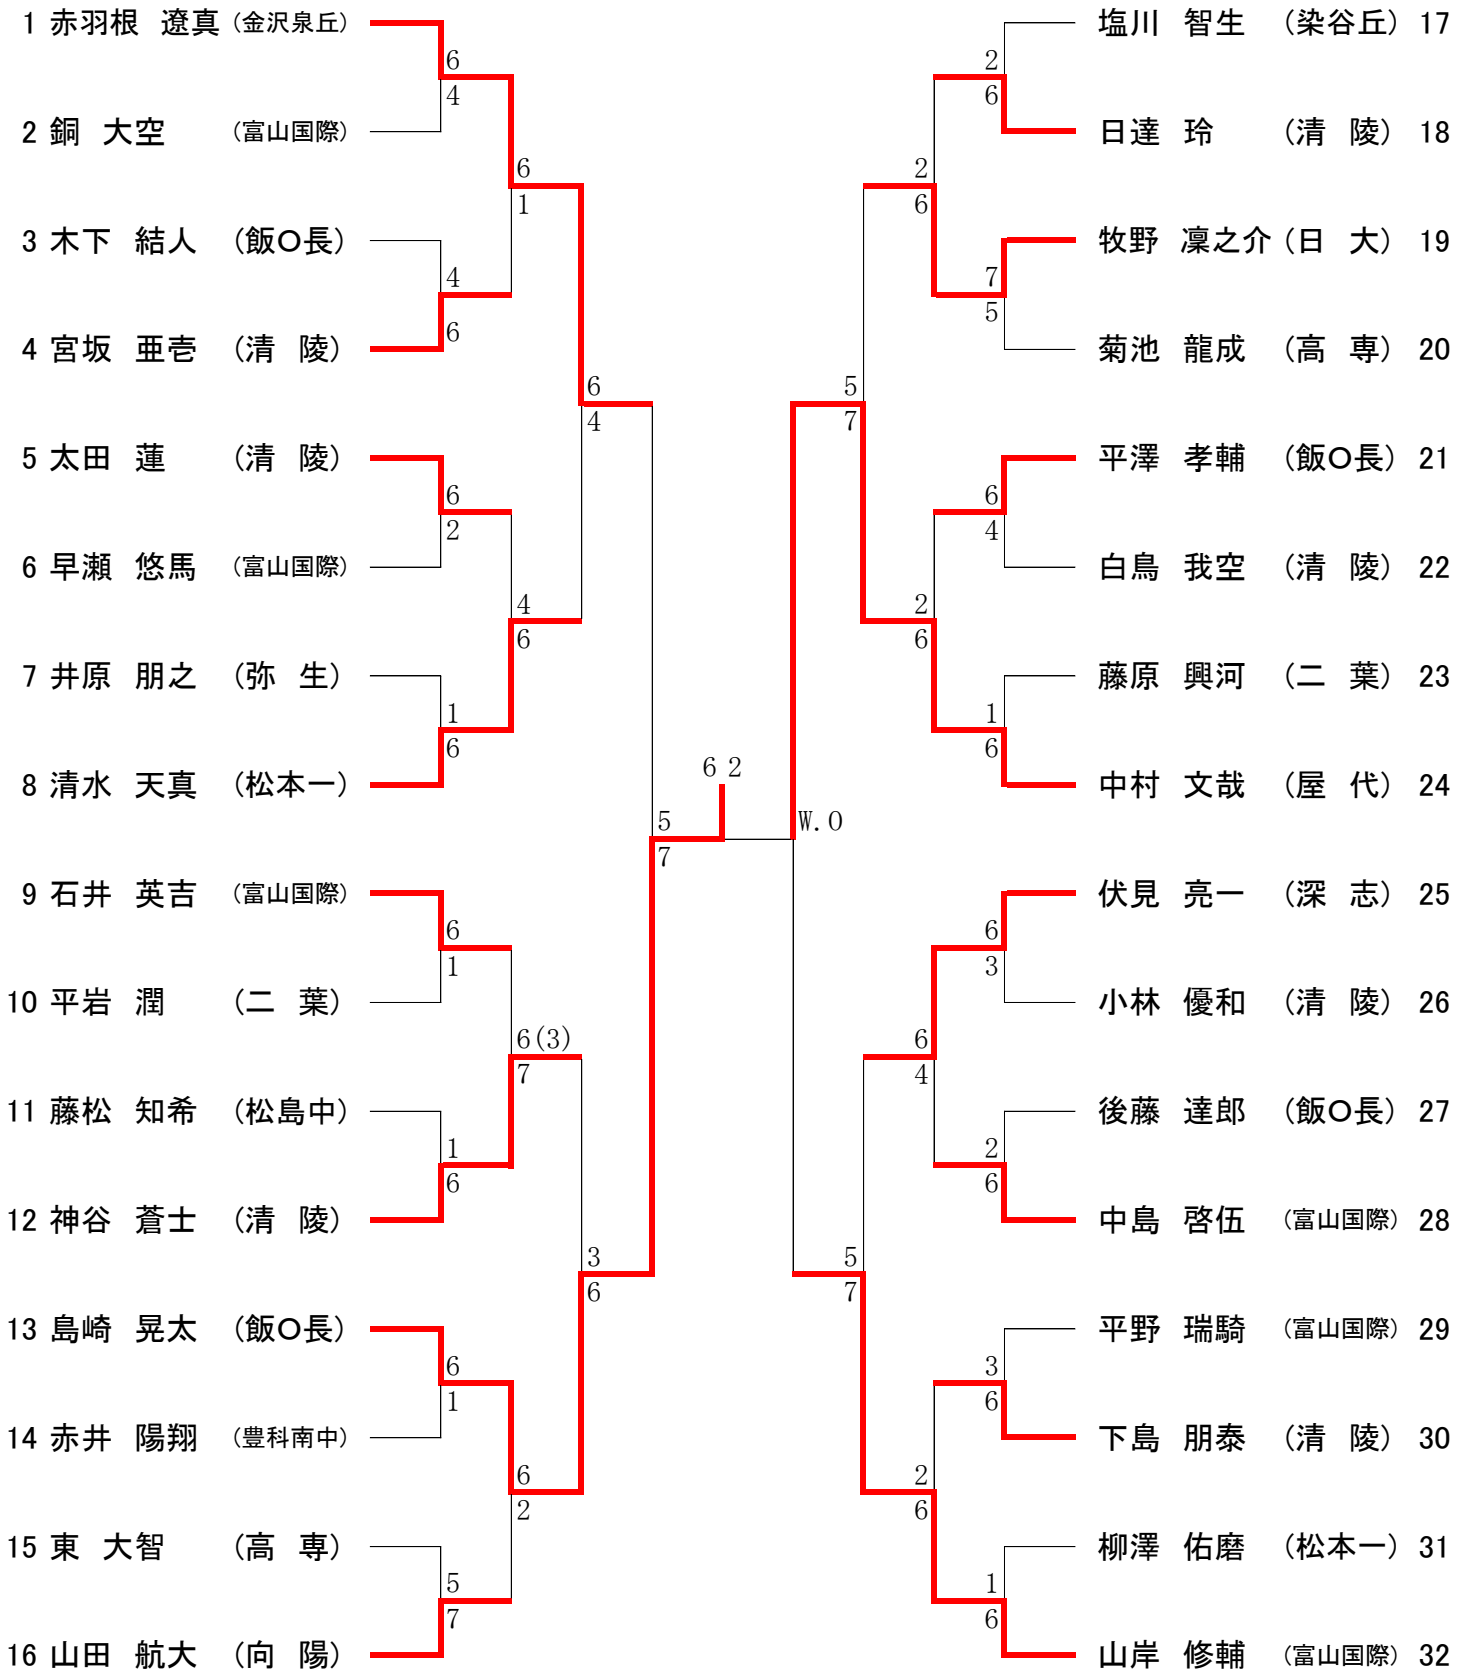 1 赤羽根 遼真 (金沢泉丘)
6
4
2 銅 大空 (富山国際)
6
1
3 木下 結人 (飯O長)
4
6
4 宮坂 亜壱 (清 陵)
6
4
5 太田 蓮 (清 陵)
6
2
6 早瀬 悠馬 (富山国際)
4
6
7 井原 朋之 (弥 生)
1
6
8 清水 天真 (松本一)
5
7
9 石井 英吉 (富山国際)
6
1
10 平岩 潤 (二 葉)
6(3)
7
11 藤松 知希 (松島中)
1
6
12 神谷 蒼士 (清 陵)
3
6
13 島崎 晃太 (飯O長)
6
1
14 赤井 陽翔 (豊科南中)
6
2
15 東 大智 (高 専)
5
7
16 山田 航大 (向 陽)
6 2
塩川 智生 (染谷丘) 17
2
6
日達 玲 (清 陵) 18
2
6
牧野 凜之介 (日 大) 19
7
5
菊池 龍成 (高 専) 20
5
7
平澤 孝輔 (飯O長) 21
6
4
白鳥 我空 (清 陵) 22
2
6
藤原 興河 (二 葉) 23
1
6
中村 文哉 (屋 代) 24
W.O
伏見 亮一 (深 志) 25
6
3
小林 優和 (清 陵) 26
6
4
後藤 達郎 (飯O長) 27
2
6
中島 啓伍 (富山国際) 28
5
7
平野 瑞騎 (富山国際) 29
3
6
下島 朋泰 (清 陵) 30
2
6
柳澤 佑磨 (松本一) 31
1
6
山岸 修輔 (富山国際) 32